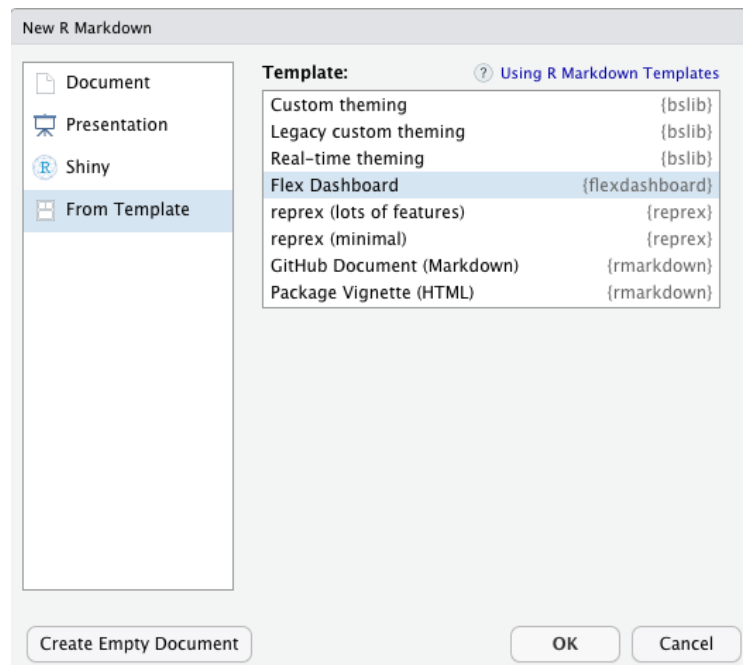 New R Markdown
Document
Presentation
R Shiny
From Template
Template: ? Using R Markdown Templates
Custom theming {bslib}
Legacy custom theming {bslib}
Real-time theming {bslib}
Flex Dashboard {flexdashboard}
reprex (lots of features) {reprex}
reprex (minimal) {reprex}
GitHub Document (Markdown) {rmarkdown}
Package Vignette (HTML) {rmarkdown}
Create Empty Document OK Cancel